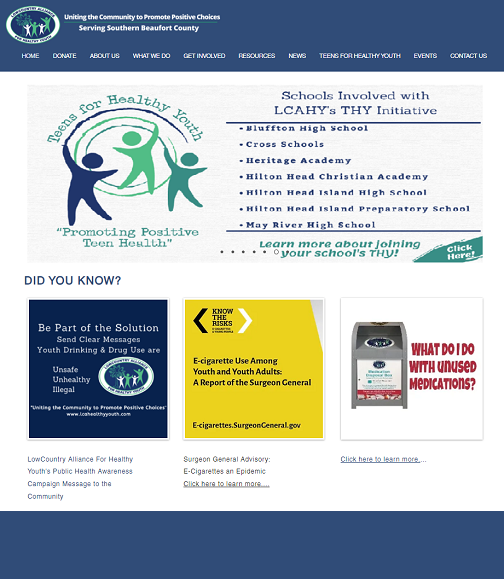 LOWCOUNTRY ALLIANCE
FOR HEALTHY YOUTH
Uniting the Community to Promote Positive Choices
Serving Southern Beaufort County
HOME DONATE ABOUT US WHAT WE DO GET INVOLVED RESOURCES NEWS TEENS FOR HEALTHY YOUTH EVENTS CONTACT US
Teens for Healthy Youth
"Promoting Positive
Teen Health"
Schools Involved with
LCAHY's THY Initiative
• Bluffton High School
• Cross Schools
• Heritage Academy
• Hilton Head Christian Academy
• Hilton Head Island High School
• Hilton Head Island Preparatory School
• May River High School
Learn more about joining
your school's THY!
Click
Here!
DID YOU KNOW?
Be Part of the Solution
Send Clear Messages
Youth Drinking & Drug Use are
Unsafe
Unhealthy
Illegal
"Uniting the Community to Promote Positive Choices"
www.lcahealthyyouth.com
KNOW
THE
RISKS
E-CIGARETTES
& YOUNG PEOPLE
E-cigarette Use Among
Youth and Young Adults:
A Report of the Surgeon General
E-cigarettes.SurgeonGeneral.gov
Medication
Disposal Box
WHAT DO I DO
WITH UNUSED
MEDICATIONS?
LowCountry Alliance For Healthy
Youth's Public Health Awareness
Campaign Message to the
Community
Surgeon General Advisory:
E-Cigarettes an Epidemic
Click here to learn more....
Click here to learn more....